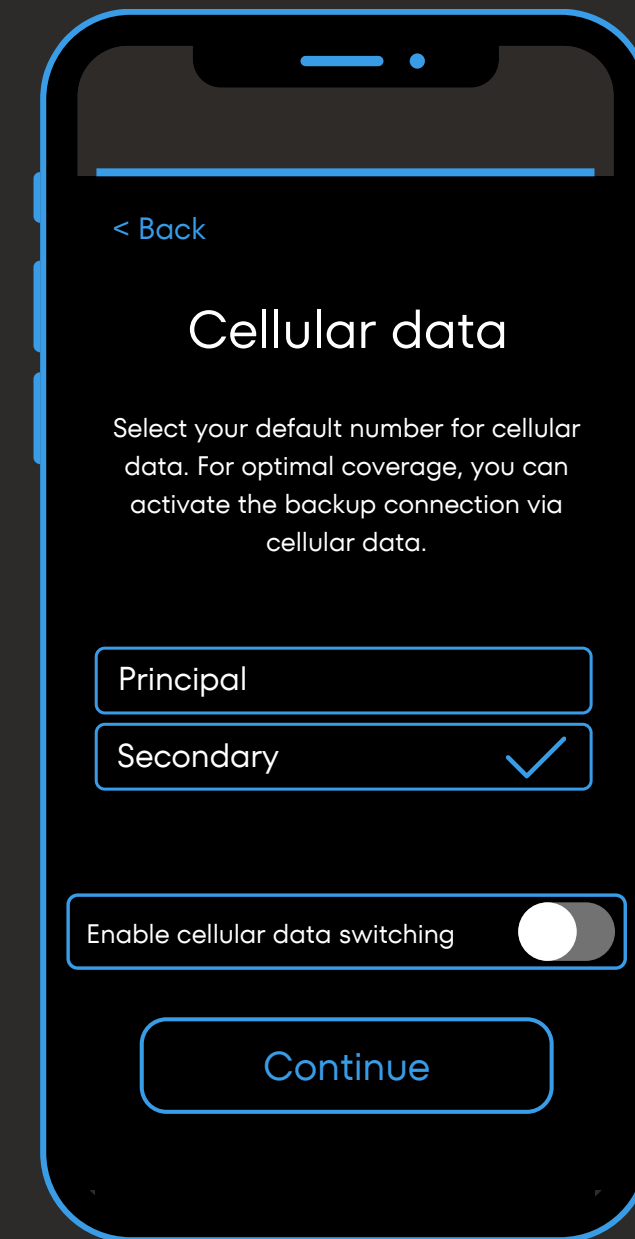 < Back
Cellular data
Select your default number for cellular
data. For optimal coverage, you can
activate the backup connection via
cellular data.
Principal
Secondary
Enable cellular data switching
Continue